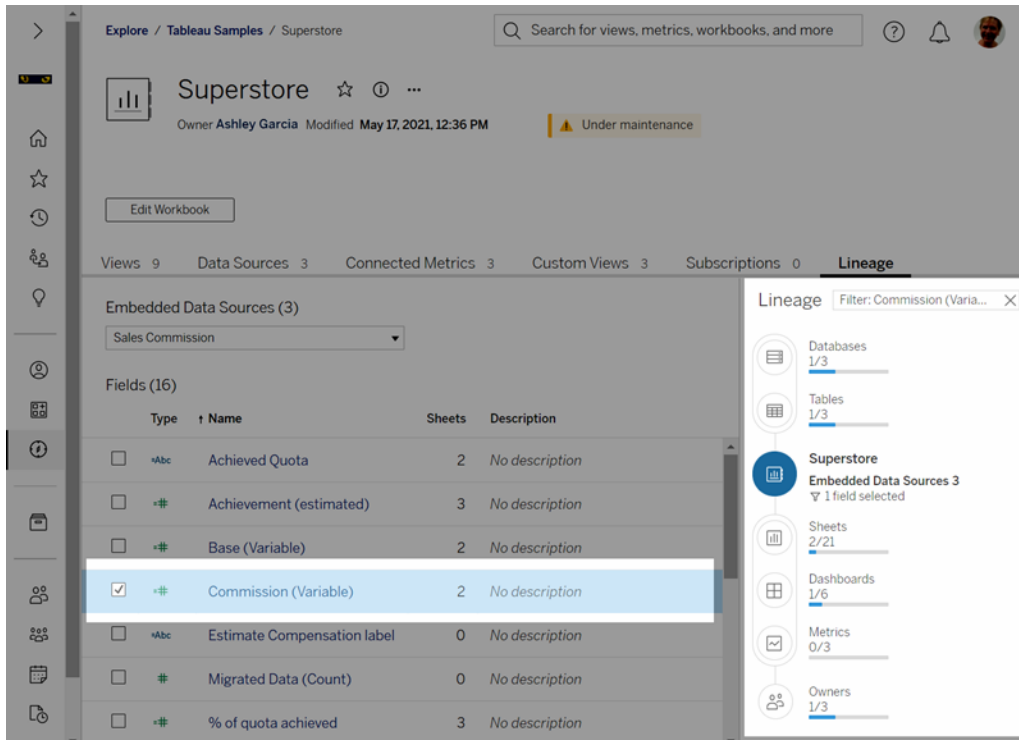 Explore / Tableau Samples / Superstore
Search for views, metrics, workbooks, and more
Superstore
Owner Ashley Garcia Modified May 17, 2021, 12:36 PM
Under maintenance
Edit Workbook
Views 9 Data Sources 3 Connected Metrics 3 Custom Views 3 Subscriptions 0 Lineage
Embedded Data Sources (3)
Sales Commission
Fields (16)
Type ↑ Name Sheets Description
=Abc Achieved Quota 2 No description
=# Achievement (estimated) 3 No description
=# Base (Variable) 2 No description
=# Commission (Variable) 2 No description
=Abc Estimate Compensation label 0 No description
# Migrated Data (Count) 0 No description
=# % of quota achieved 3 No description
Lineage Filter: Commission (Varia...
Databases
1/3
Tables
1/3
Superstore
Embedded Data Sources 3
1 field selected
Sheets
2/21
Dashboards
1/6
Metrics
0/3
Owners
1/3